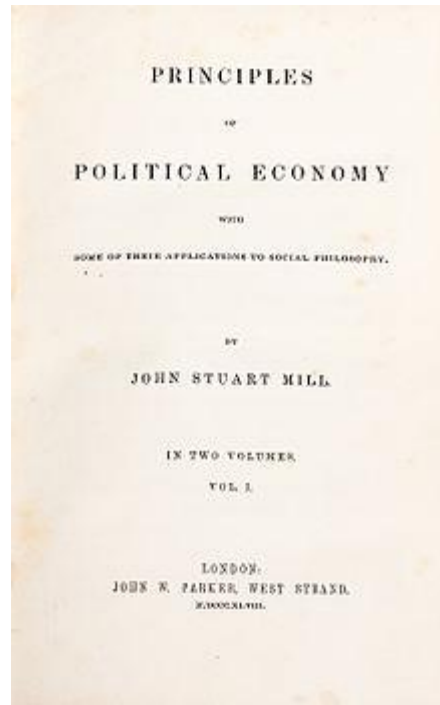 PRINCIPLES
OF
POLITICAL ECONOMY
WITH
SOME OF THEIR APPLICATIONS TO SOCIAL PHILOSOPHY.
BY
JOHN STUART MILL.
IN TWO VOLUMES.
VOL. I.
LONDON:
JOHN W. PARKER, WEST STRAND.
M.DCCC.XLVIII.